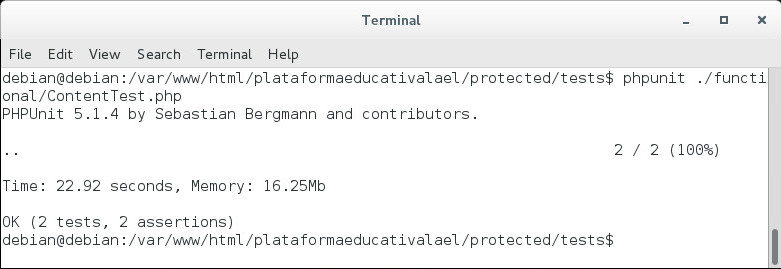 Terminal
File Edit View Search Terminal Help
debian@debian:/var/www/html/plataformaeducativalael/protected/tests$ phpunit ./functi
onal/ContentTest.php
PHPUnit 5.1.4 by Sebastian Bergmann and contributors.
.. 2 / 2 (100%)
Time: 22.92 seconds, Memory: 16.25Mb
OK (2 tests, 2 assertions)
debian@debian:/var/www/html/plataformaeducativalael/protected/tests$